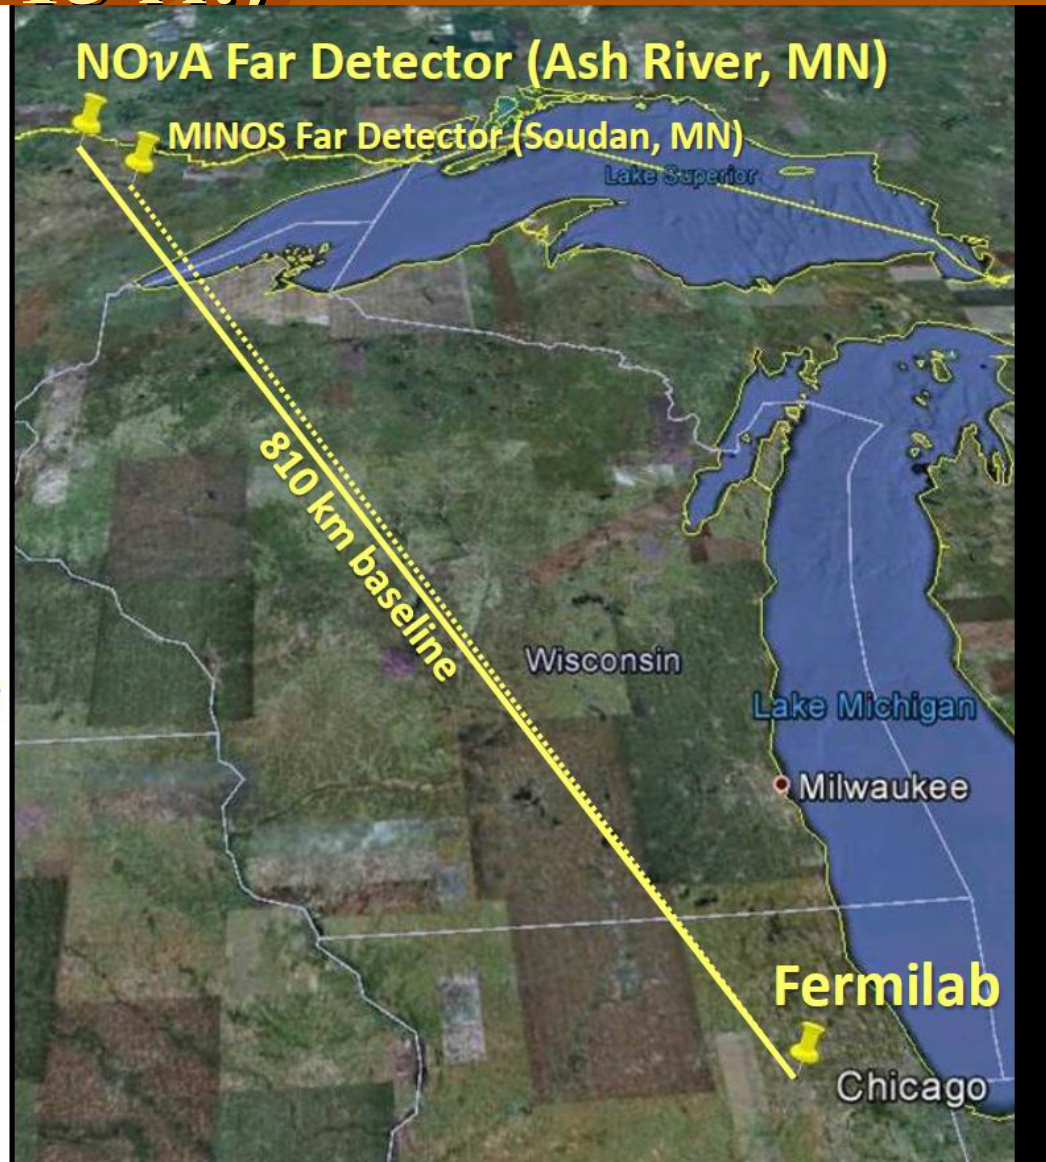 NOνA Far Detector (Ash River, MN)
MINOS Far Detector (Soudan, MN)
Lake Superior
810 km baseline
Wisconsin
Lake Michigan
Milwaukee
Fermilab
Chicago